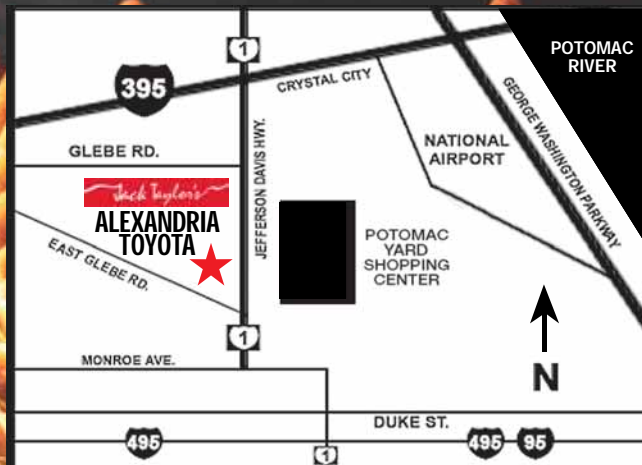 1
POTOMAC
RIVER
395
CRYSTAL CITY
GEORGE WASHINGTON PARKWAY
GLEBE RD.
NATIONAL
AIRPORT
JEFFERSON DAVIS HWY.
Jack Taylor's
ALEXANDRIA
TOYOTA
EAST GLEBE RD.
POTOMAC
YARD
SHOPPING
CENTER
1
MONROE AVE.
N
DUKE ST.
495
1
495
95